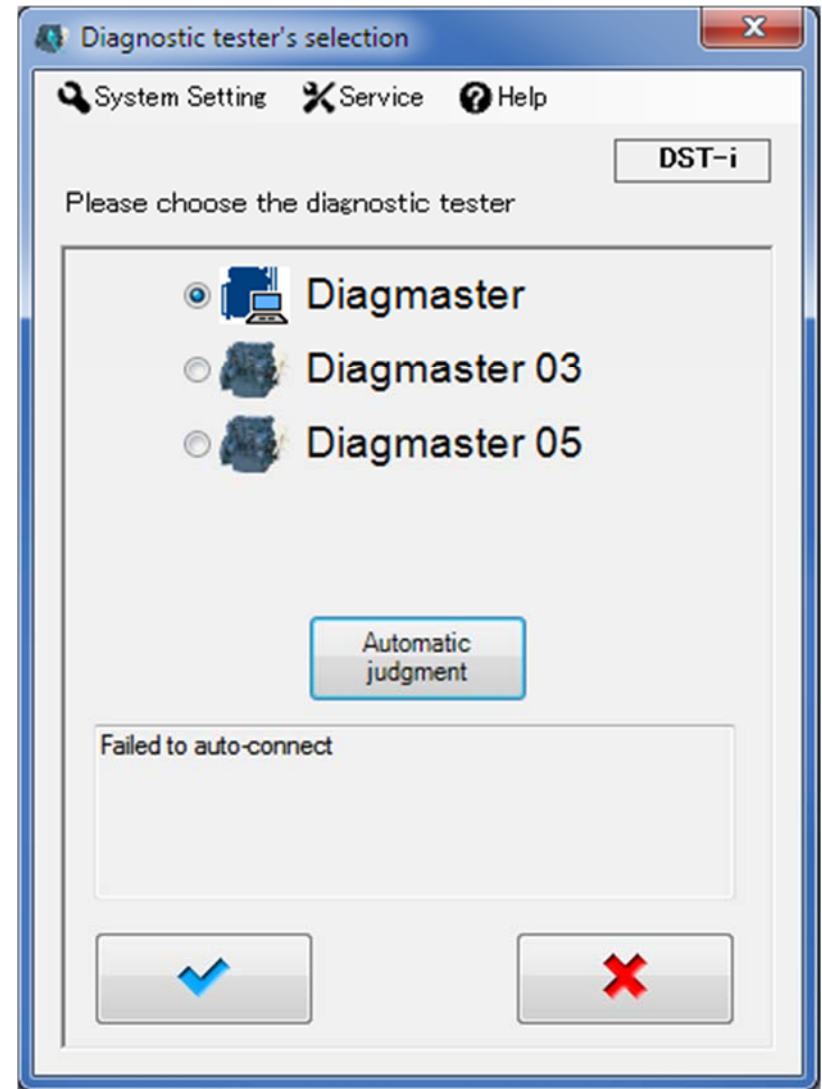 Diagnostic tester's selection
System Setting Service Help
DST-i
Please choose the diagnostic tester
Diagmaster
Diagmaster 03
Diagmaster 05
Automatic
judgment
Failed to auto-connect